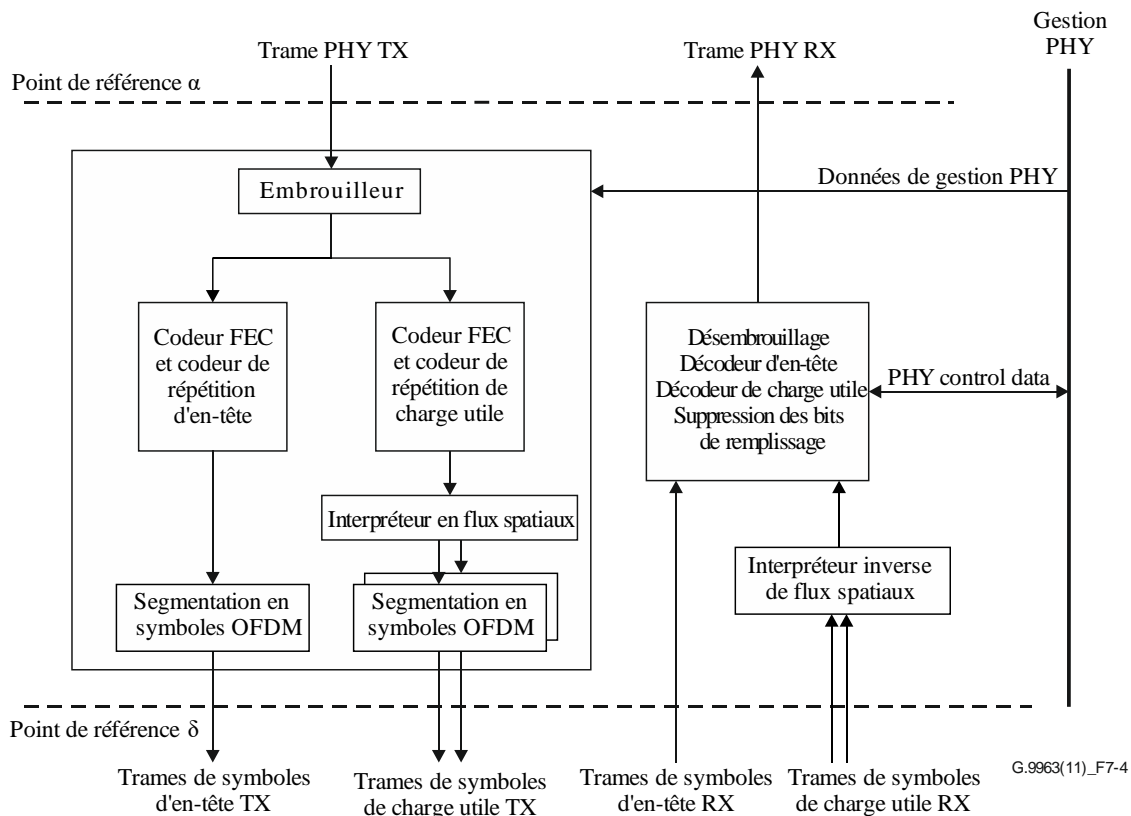 Gestion
PHY
Trame PHY TX
Trame PHY RX
Point de référence α
Embrouilleur
Données de gestion PHY
Codeur FEC
et codeur de
répétition
d'en-tête
Codeur FEC
et codeur de
répétition de
charge utile
Désembrouillage
Décodeur d'en-tête
Décodeur de charge utile
Suppression des bits
de remplissage
PHY control data
Interpréteur en flux spatiaux
Interpréteur inverse
de flux spatiaux
Segmentation en
symboles OFDM
Segmentation en
symboles OFDM
Point de référence δ
Trames de symboles
d'en-tête TX
Trames de symboles
de charge utile TX
Trames de symboles
d'en-tête RX
Trames de symboles
de charge utile RX
G.9963(11)_F7-4